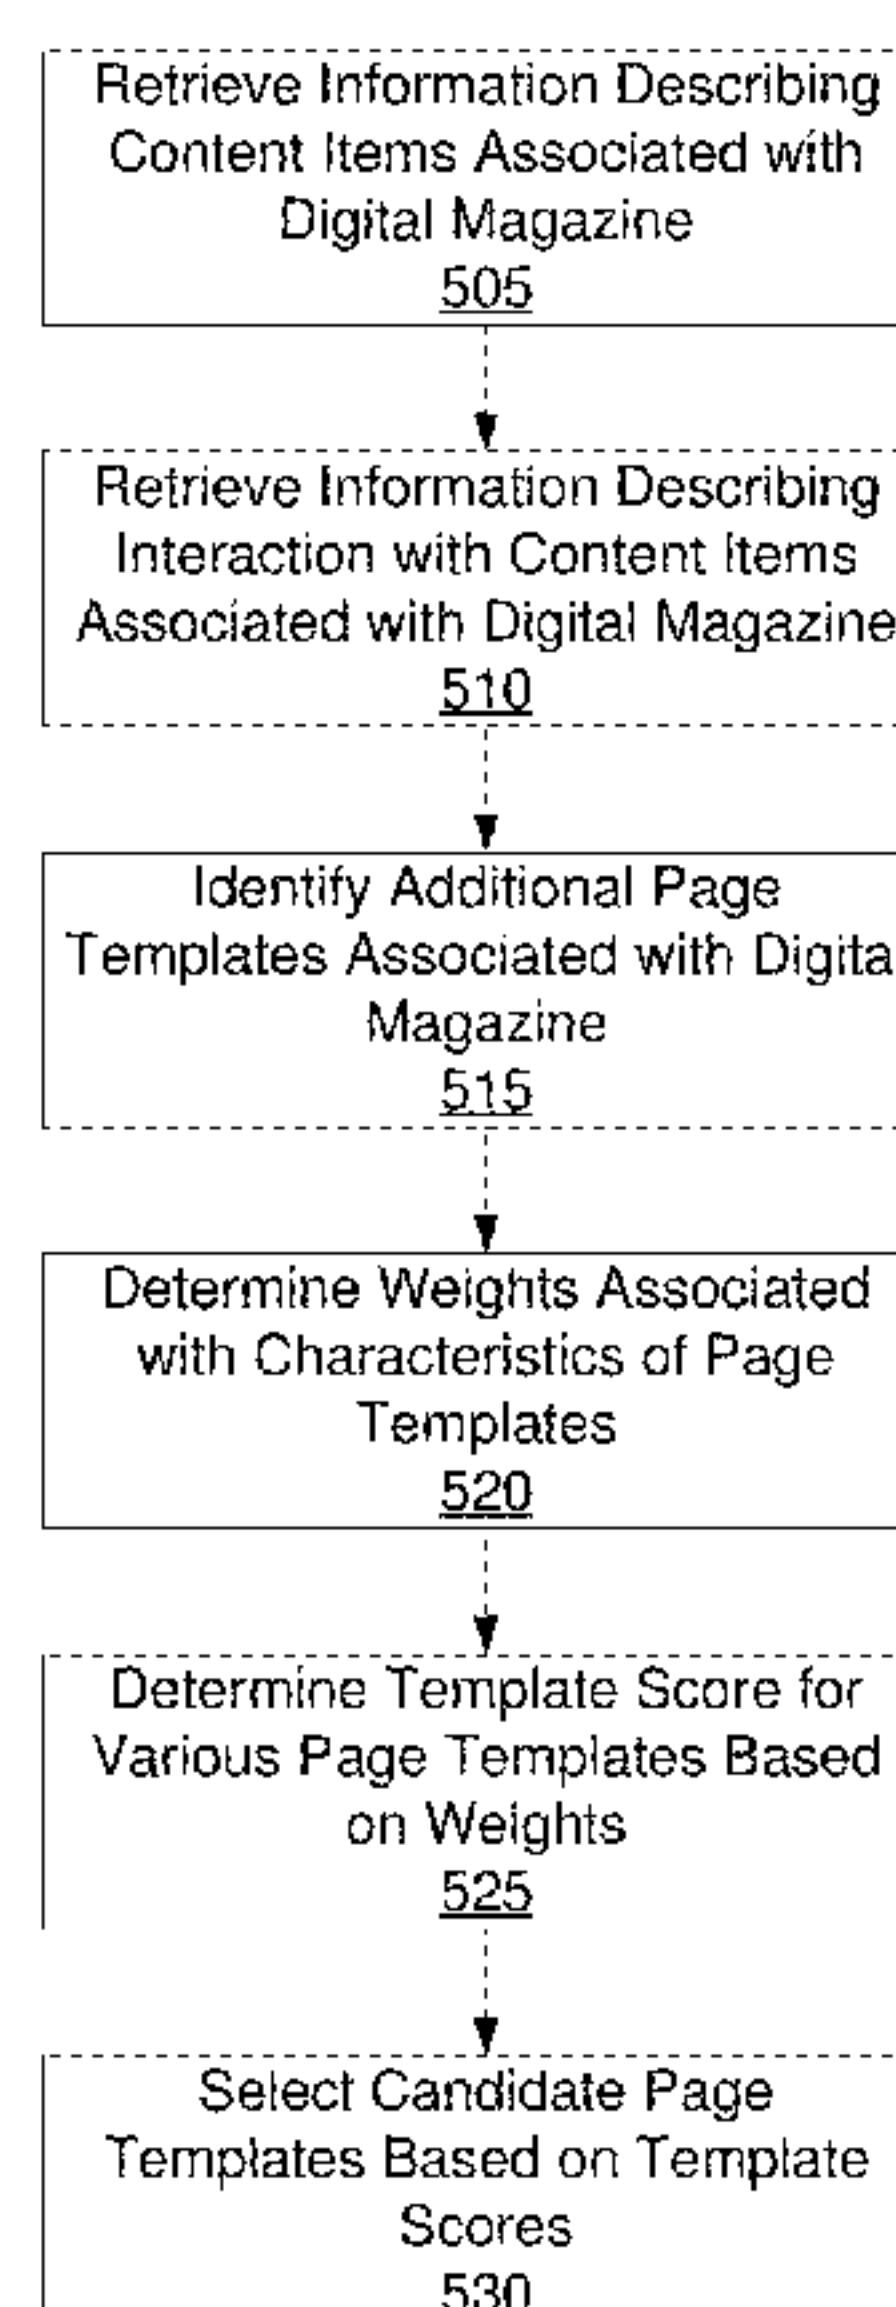 Retrieve Information Describing
Content Items Associated with
Digital Magazine
505
Retrieve Information Describing
Interaction with Content Items
Associated with Digital Magazine
510
Identify Additional Page
Templates Associated with Digita
Magazine
515
Determine Weights Associated
with Characteristics of Page
Templates
520
Determine Template Score for
Various Page Templates Based
on Weights
525
Select Candidate Page
Templates Based on Template
Scores
530